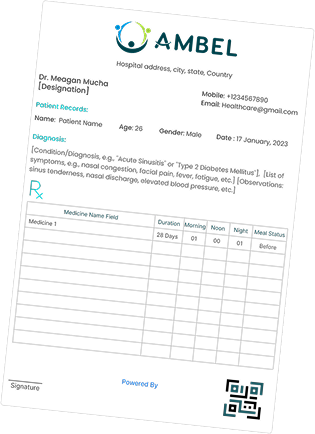 AMBEL
Hospital address, city, state, Country
Dr. Meagan Mucha
[Designation]
Mobile: +1234567890
Email: Healthcare@gmail.com
Patient Records:
Name: Patient Name Age: 26 Gender: Male Date : 17 January, 2023
Diagnosis:
[Condition/Diagnosis, e.g., "Acute Sinusitis" or "Type 2 Diabetes Mellitus"]. [List of
symptoms, e.g., nasal congestion, facial pain, fever, fatigue, etc.] [Observations:
sinus tenderness, nasal discharge, elevated blood pressure, etc.]
Rx
Medicine Name Field Duration Morning Noon Night Meal Status
Medicine 1 28 Days 01 00 01 Before
Signature
Powered By